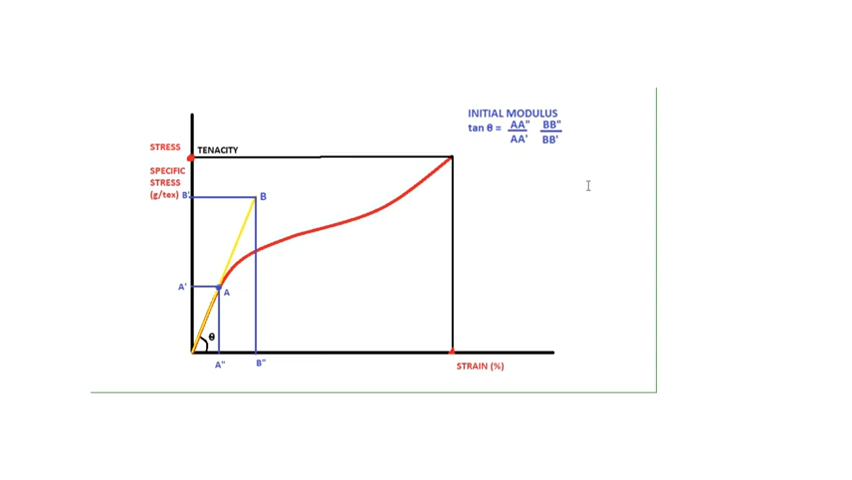 INITIAL MODULUS
tan θ = AA" BB"
AA' BB'
STRESS
TENACITY
SPECIFIC
STRESS
(g/tex) B'
B
A'
A
θ
A"
B"
STRAIN (%)